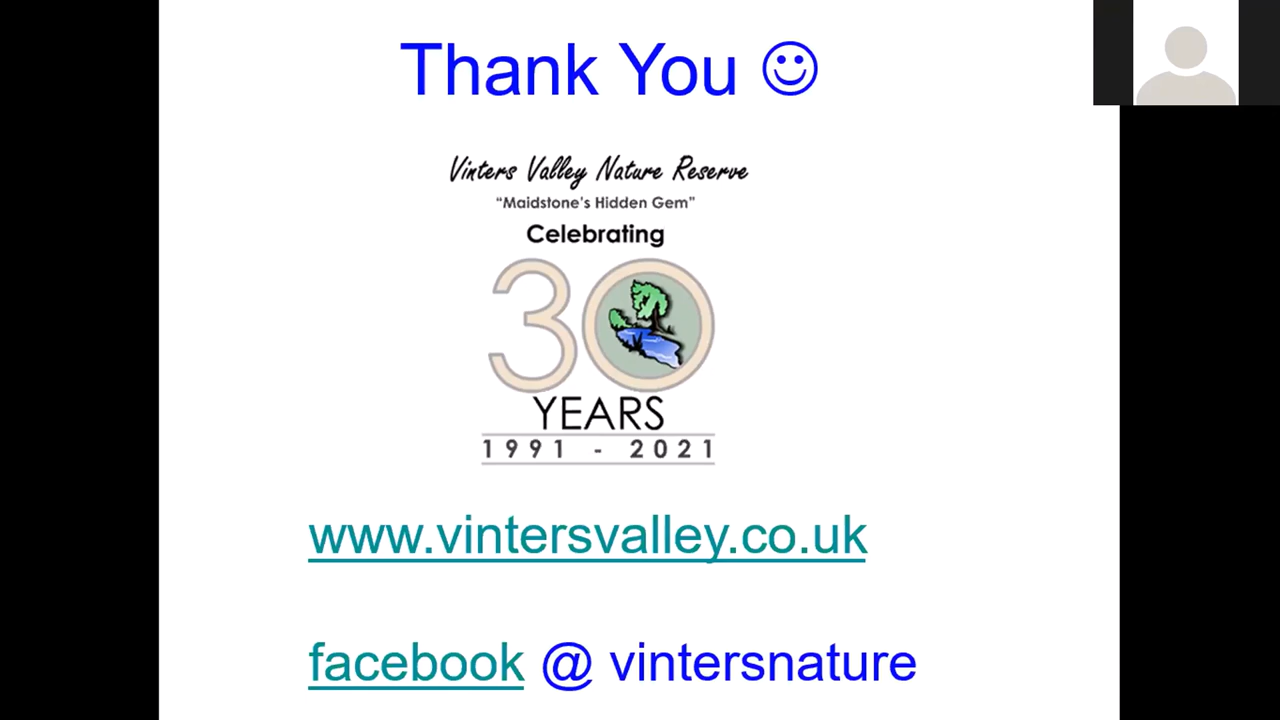 Thank You ☺
Vinters Valley Nature Reserve
“Maidstone’s Hidden Gem”
Celebrating
30
YEARS
1991 - 2021
www.vintersvalley.co.uk
facebook @ vintersnature